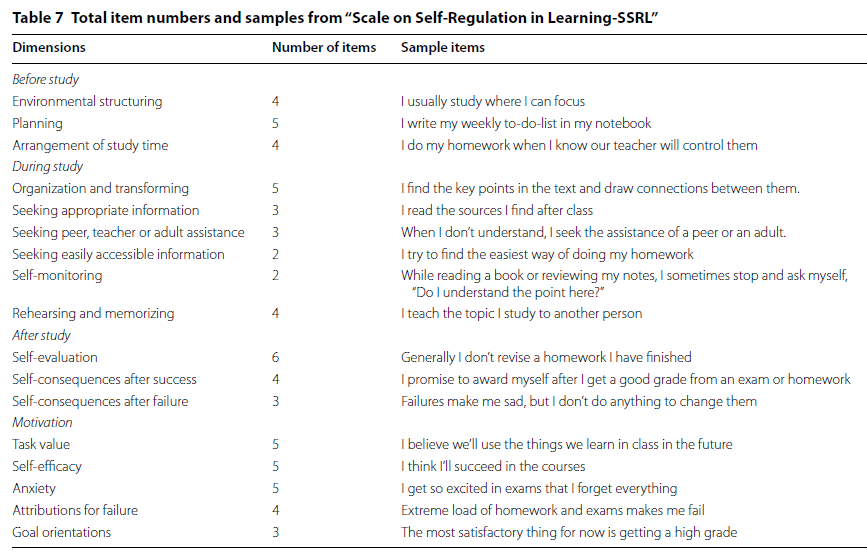 Table 7 Total item numbers and samples from “Scale on Self-Regulation in Learning-SSRL”
Dimensions Number of items Sample items
Before study
Environmental structuring 4 I usually study where I can focus
Planning 5 I write my weekly to-do-list in my notebook
Arrangement of study time 4 I do my homework when I know our teacher will control them
During study
Organization and transforming 5 I find the key points in the text and draw connections between them.
Seeking appropriate information 3 I read the sources I find after class
Seeking peer, teacher or adult assistance 3 When I don’t understand, I seek the assistance of a peer or an adult.
Seeking easily accessible information 2 I try to find the easiest way of doing my homework
Self-monitoring 2 While reading a book or reviewing my notes, I sometimes stop and ask myself,
“Do I understand the point here?”
Rehearsing and memorizing 4 I teach the topic I study to another person
After study
Self-evaluation 6 Generally I don’t revise a homework I have finished
Self-consequences after success 4 I promise to award myself after I get a good grade from an exam or homework
Self-consequences after failure 3 Failures make me sad, but I don’t do anything to change them
Motivation
Task value 5 I believe we’ll use the things we learn in class in the future
Self-efficacy 5 I think I’ll succeed in the courses
Anxiety 5 I get so excited in exams that I forget everything
Attributions for failure 4 Extreme load of homework and exams makes me fail
Goal orientations 3 The most satisfactory thing for now is getting a high grade